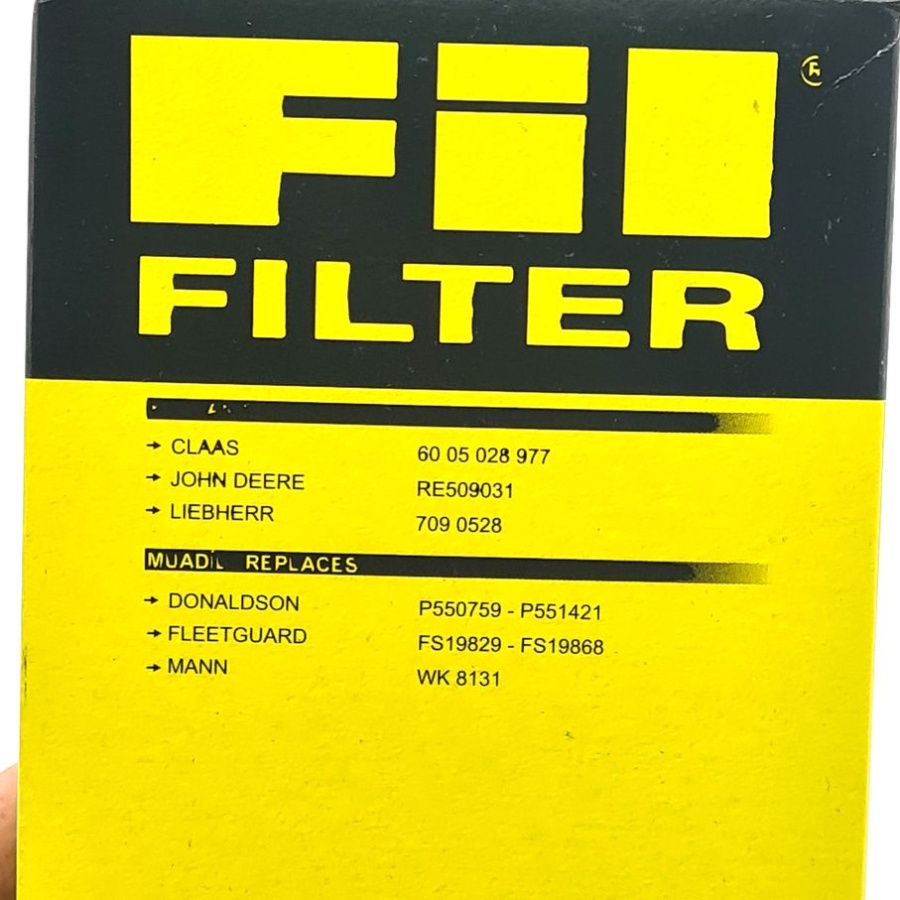 Fil ®
FILTER
→ CLAAS 60 05 028 977
→ JOHN DEERE RE509031
→ LIEBHERR 709 0528
MUADİL REPLACES
→ DONALDSON P550759 - P551421
→ FLEETGUARD FS19829 - FS19868
→ MANN WK 8131